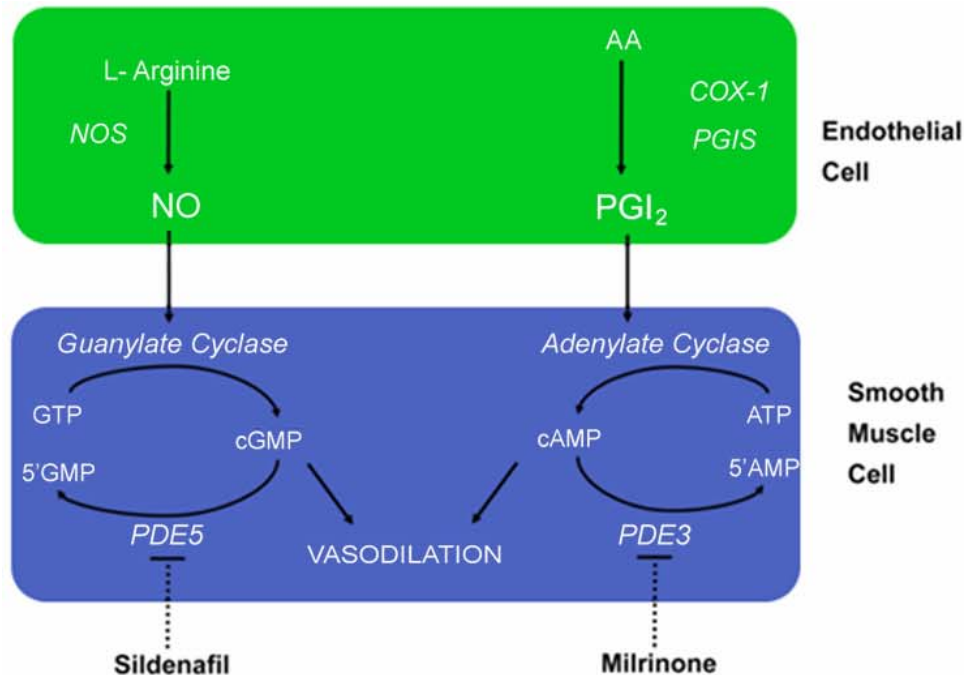 AA
L- Arginine
COX-1
NOS
PGIS
Endothelial
Cell
NO
PGI₂
Guanylate Cyclase
Adenylate Cyclase
GTP
ATP
Smooth
Muscle
Cell
cGMP
cAMP
5'GMP
5'AMP
PDE5
PDE3
VASODILATION
Sildenafil
Milrinone